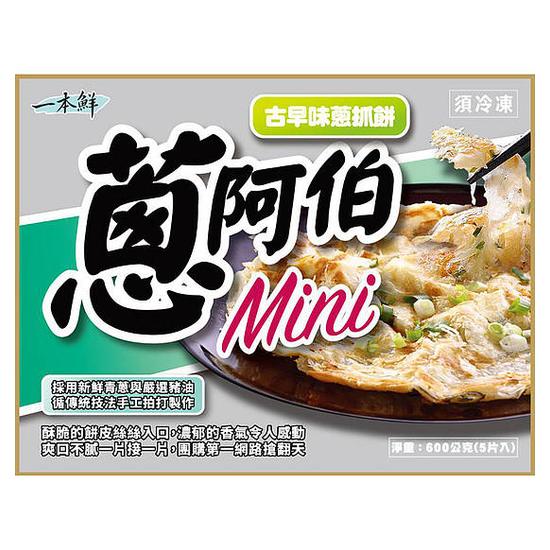 一本鮮
須冷凍
古早味蔥抓餅
蔥阿伯
Mini
採用新鮮青蔥與嚴選豬油
循傳統技法手工拍打製作
酥脆的餅皮絲絲入口,濃郁的香氣令人感動
爽口不膩一片接一片,團購第一網路搶翻天
淨重:600公克(5片入)